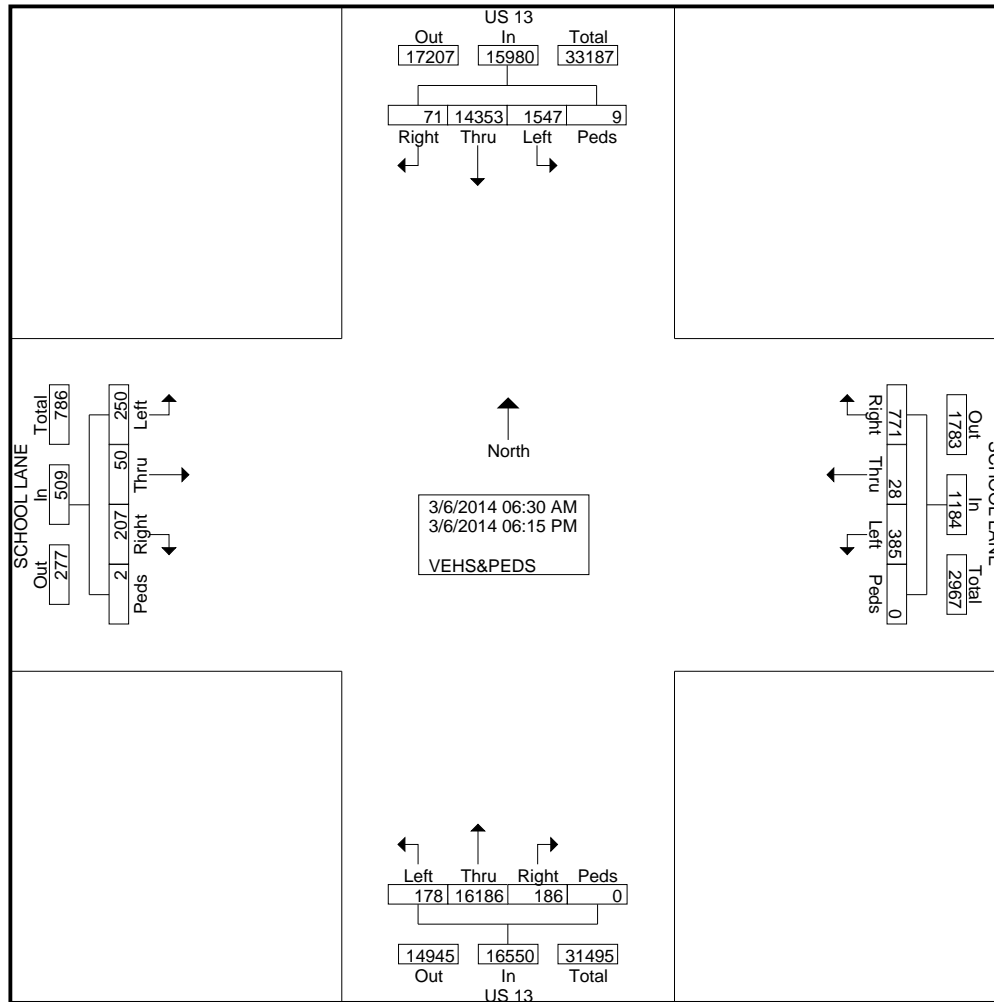 US 13
Out In Total
17207 15980 33187
71 14353 1547 9
Right Thru Left Peds
SCHOOL LANE
Total In Out
786 509 277
250 50 207 2
Left Thru Right Peds
North
3/6/2014 06:30 AM
3/6/2014 06:15 PM
VEHS&PEDS
Right Thru Left Peds
771 28 385 0
Out In Total
1783 1184 2967
SCHOOL LANE
Left Thru Right Peds
178 16186 186 0
14945 16550 31495
Out In Total
US 13